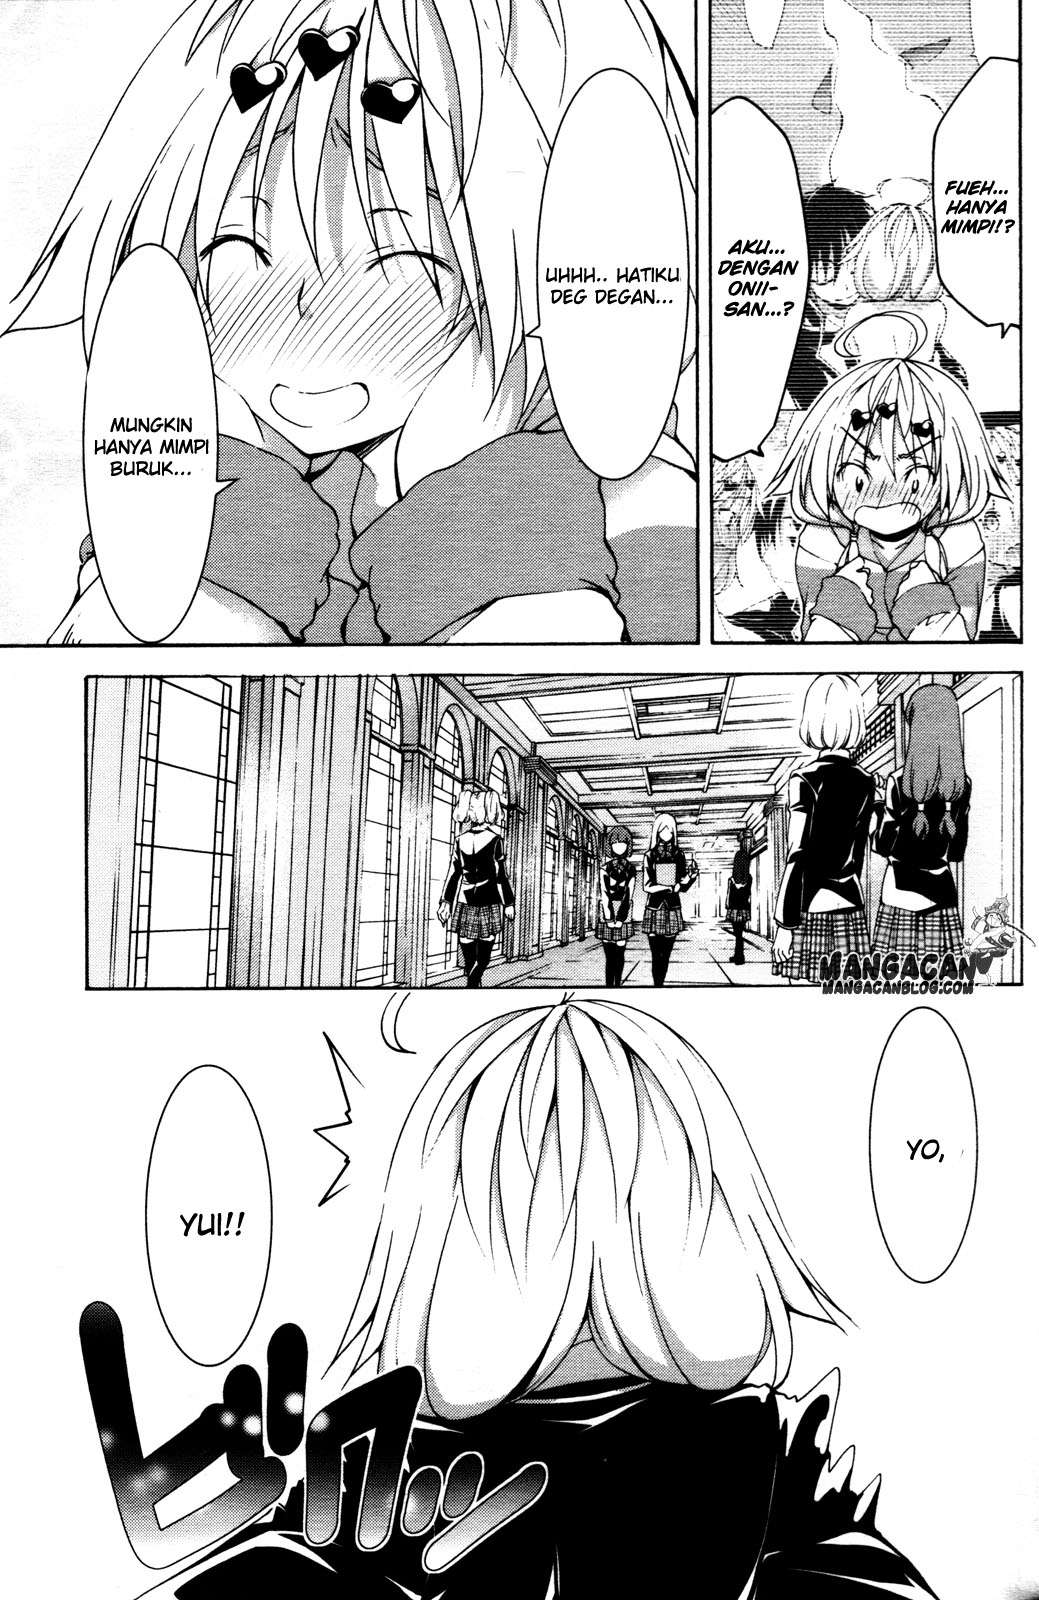 FUEH...
HANYA
MIMPI!?
AKU...
DENGAN
ONII-
SAN...?
UHHH.. HATIKU
DEG DEGAN...
MUNGKIN
HANYA MIMPI
BURUK...
MANGACAN
MANGACANBLOG.COM
YO,
YUI!!
ビクッ